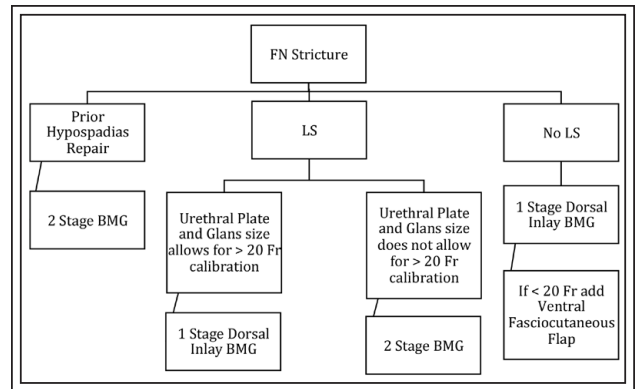 FN Stricture
Prior
Hypospadias
Repair
LS
No LS
2 Stage BMG
Urethral Plate
and Glans size
allows for > 20 Fr
calibration
Urethral Plate
and Glans size
does not allow
for > 20 Fr
calibration
1 Stage Dorsal
Inlay BMG
1 Stage Dorsal
Inlay BMG
2 Stage BMG
If < 20 Fr add
Ventral
Fasciocutaneous
Flap